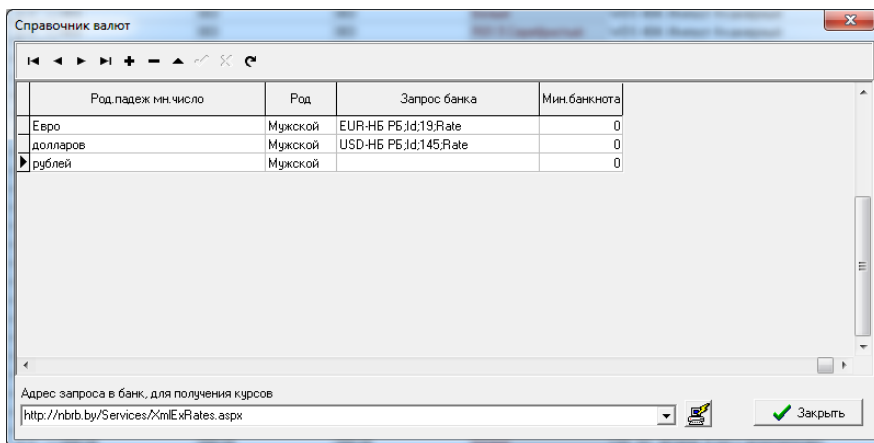 Справочник валют
Род.падеж мн.число Род Запрос банка Мин.банкнота
Евро Мужской EUR-НБ РБ;Id;19;Rate 0
долларов Мужской USD-НБ РБ;Id;145;Rate 0
рублей Мужской 0
Адрес запроса в банк, для получения курсов
http://nbrb.by/Services/XmlExRates.aspx
Закрыть